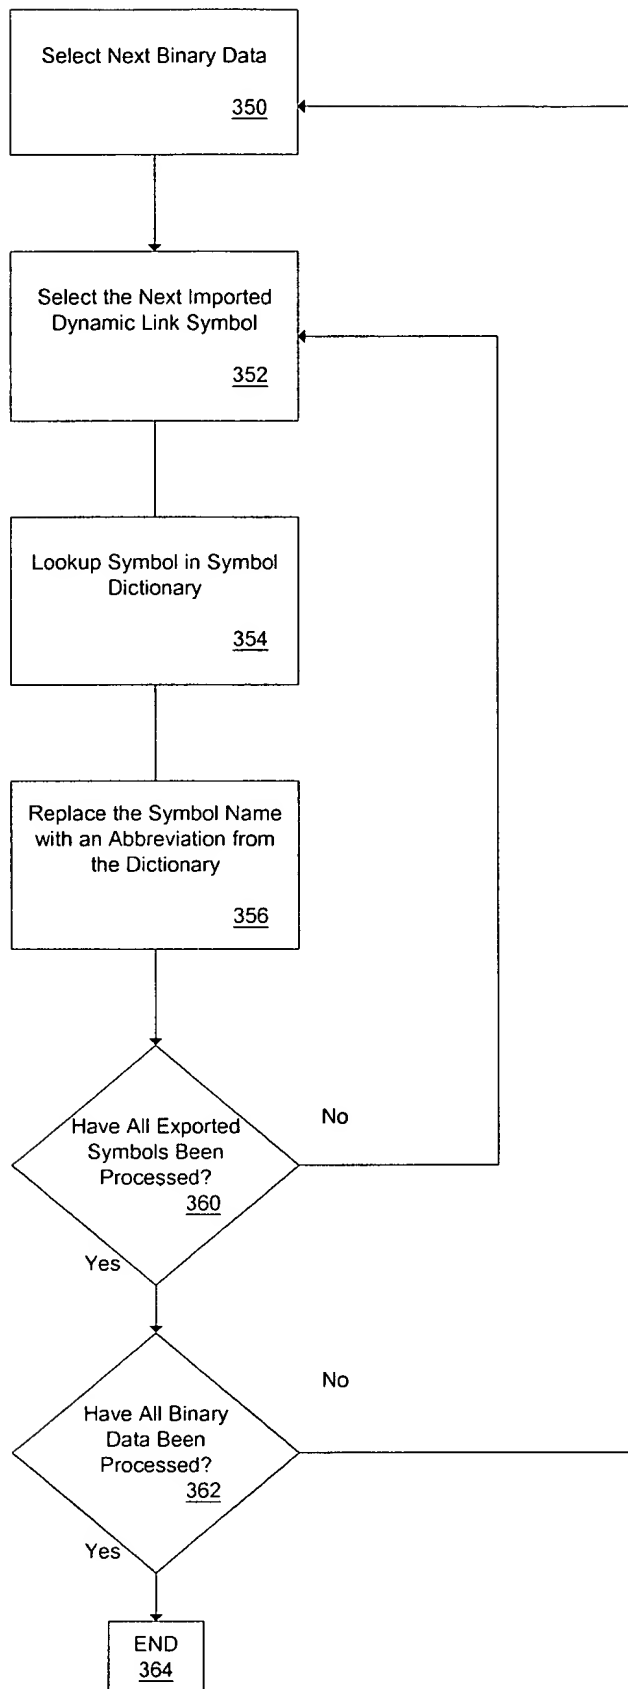 Select Next Binary Data
350
Select the Next Imported
Dynamic Link Symbol
352
Lookup Symbol in Symbol
Dictionary
354
Replace the Symbol Name
with an Abbreviation from
the Dictionary
356
Have All Exported
Symbols Been
Processed?
360
No
Yes
Have All Binary
Data Been
Processed?
362
No
Yes
END
364